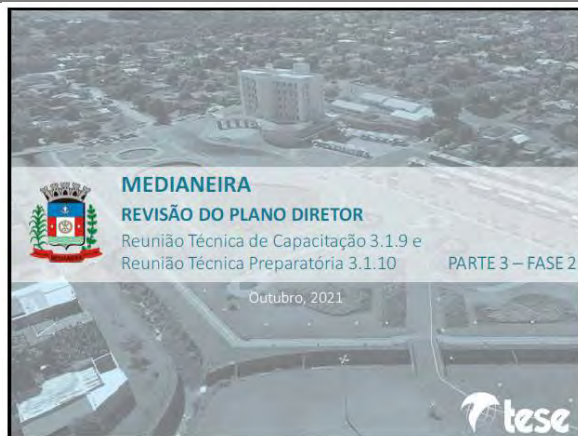 MEDIANEIRA
REVISÃO DO PLANO DIRETOR
Reunião Técnica de Capacitação 3.1.9 e
Reunião Técnica Preparatória 3.1.10 PARTE 3 – FASE 2
MEDIANEIRA
Outubro, 2021
tese